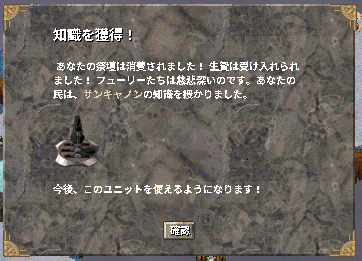 知識を獲得！
あなたの祭壇は消費されました！ 生贄は受け入れられ
ました！ フューリーたちは慈悲深いのです。あなたの
民は、サンキャノンの知識を授かりました。
今後、このユニットを使えるようになります！
確認